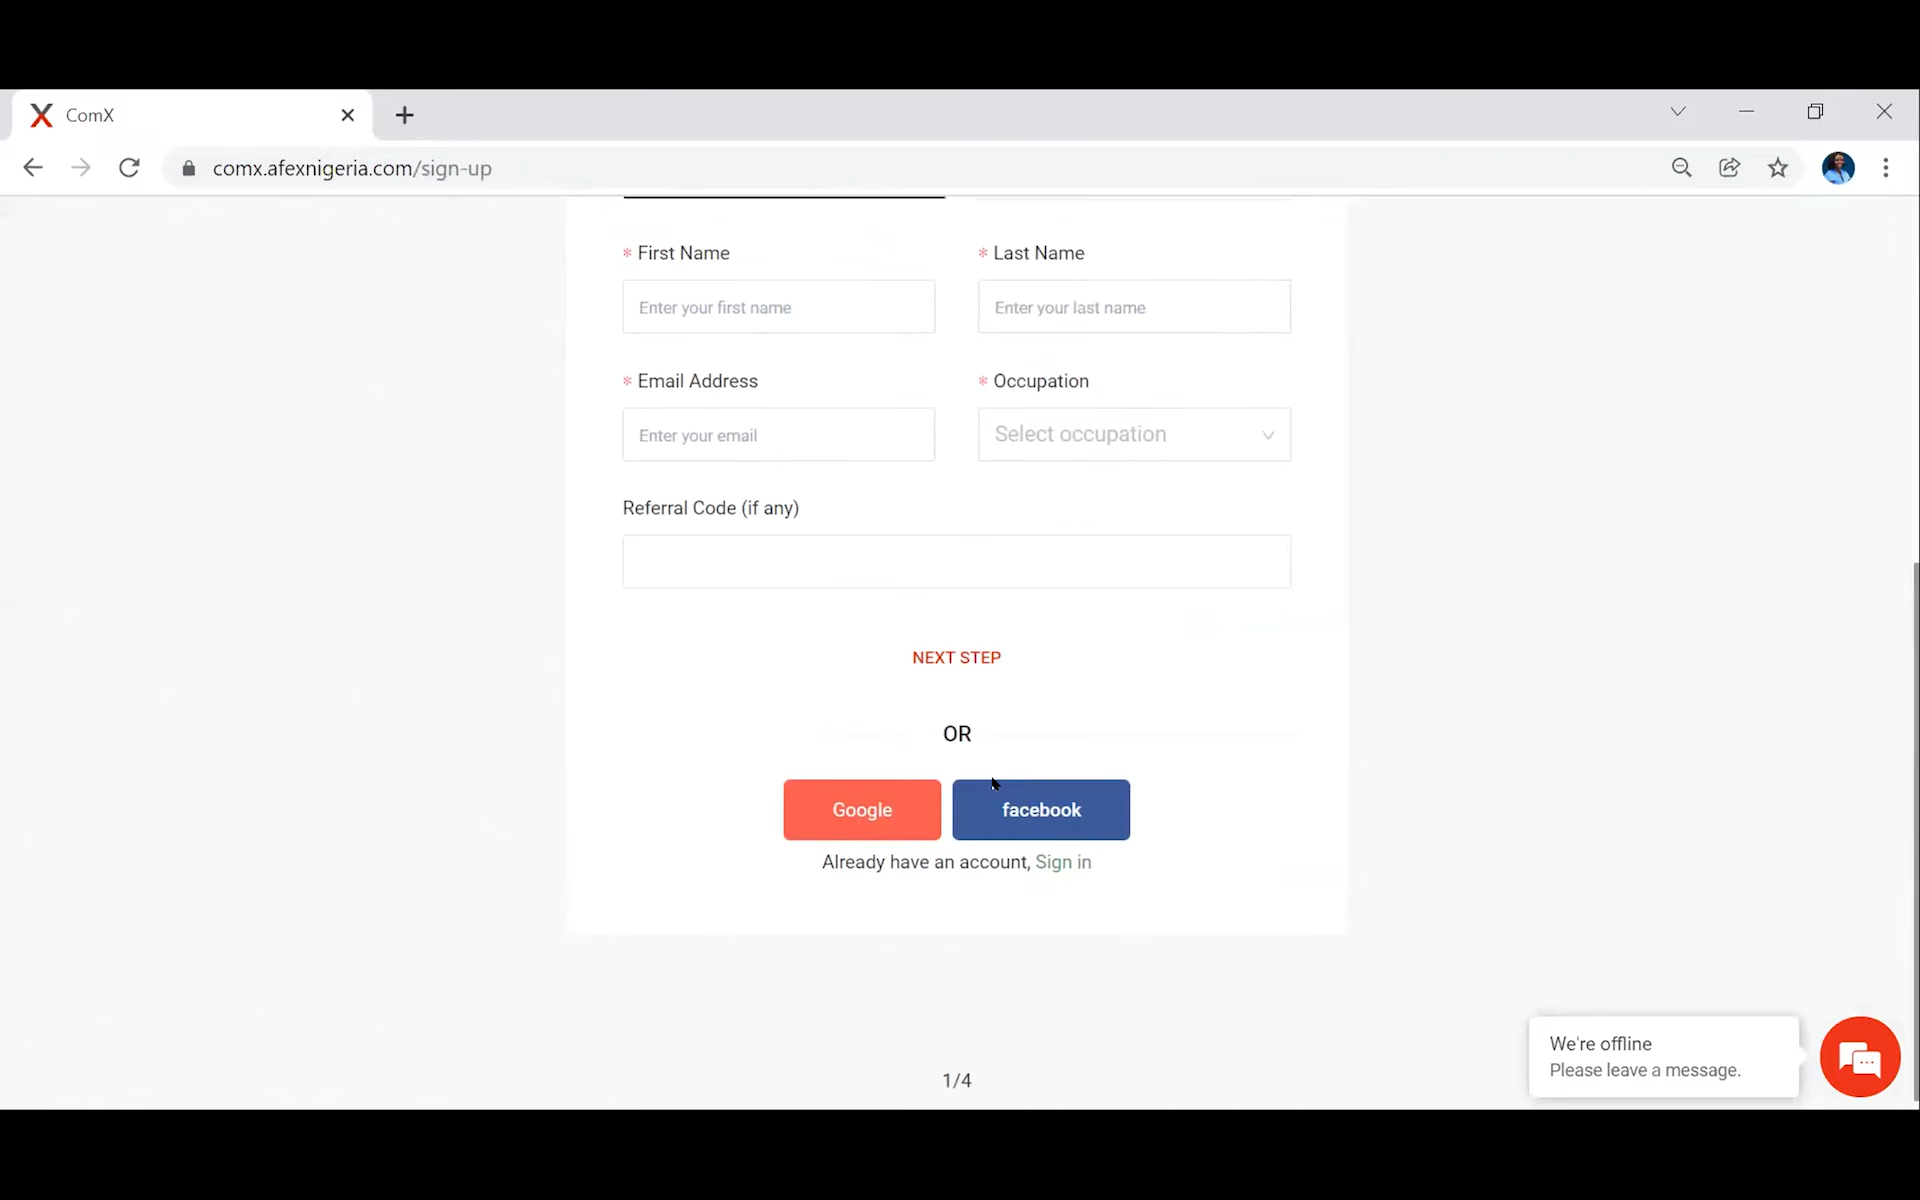 ComX
comx.afexnigeria.com/sign-up
* First Name
* Last Name
Enter your first name
Enter your last name
* Email Address
* Occupation
Enter your email
Select occupation
Referral Code (if any)
NEXT STEP
OR
Google
facebook
Already have an account, Sign in
We're offline
Please leave a message.
1/4